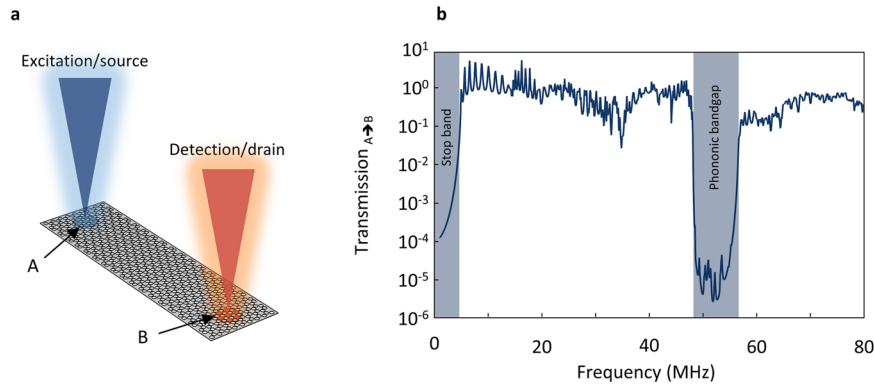 a
Excitation/source
Detection/drain
A
B
b
Transmission A➔B
10^1
10^0
10^-1
10^-2
10^-3
10^-4
10^-5
10^-6
Stop band
Phononic bandgap
0
20
40
60
80
Frequency (MHz)